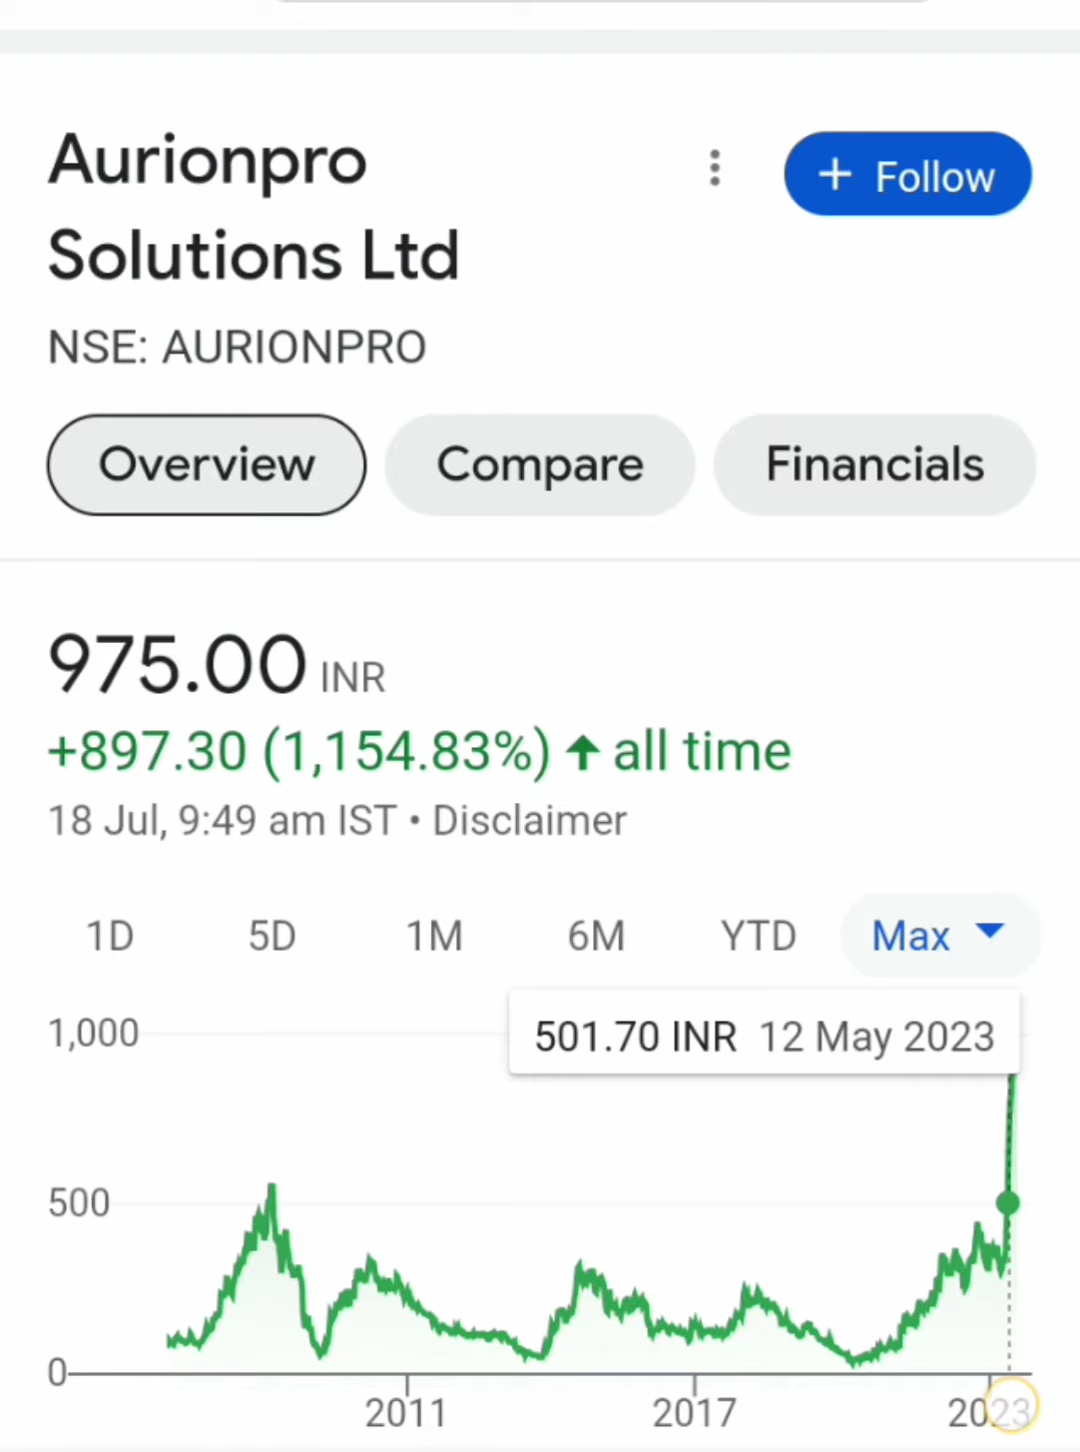 Aurionpro
Solutions Ltd
+ Follow
NSE: AURIONPRO
Overview Compare Financials
975.00 INR
+897.30 (1,154.83%) ↑ all time
18 Jul, 9:49 am IST • Disclaimer
1D 5D 1M 6M YTD Max
501.70 INR 12 May 2023
1,000
500
0
2011 2017 2023